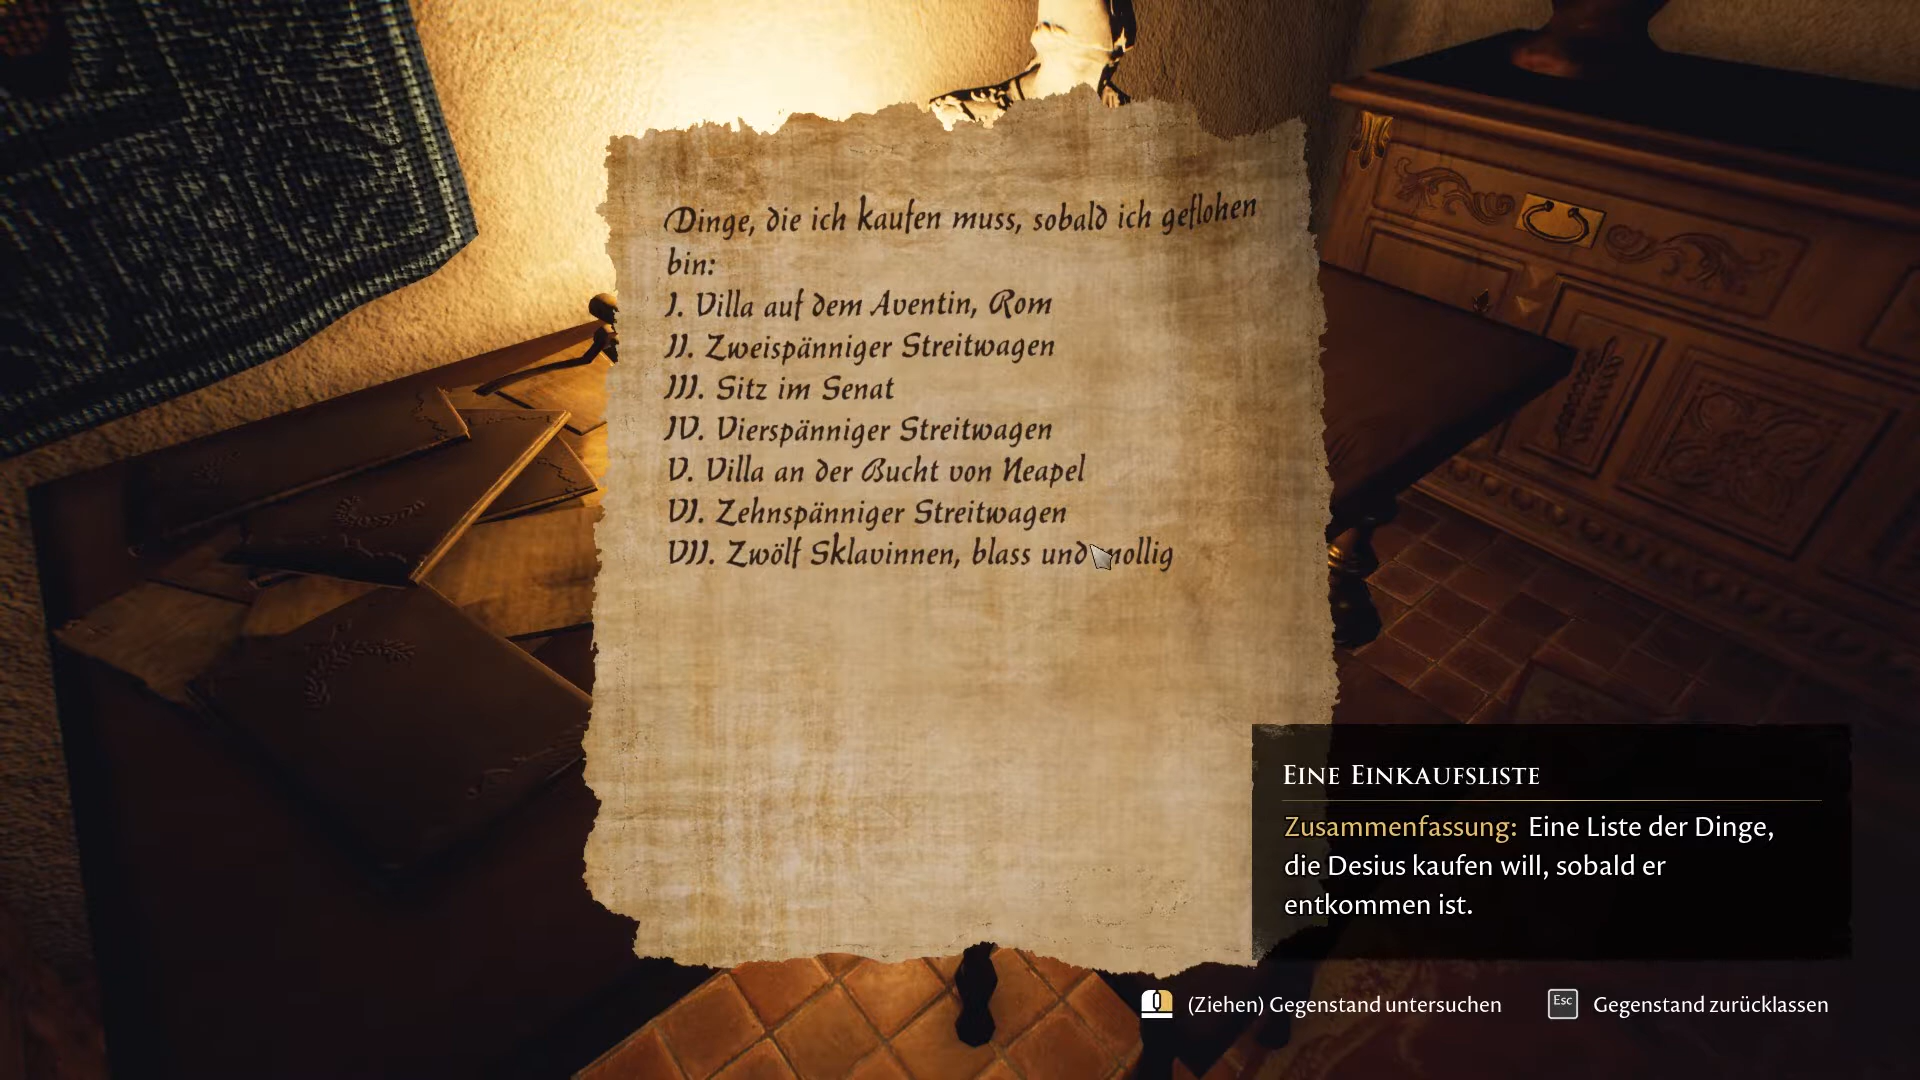 Dinge, die ich kaufen muss, sobald ich geflohen
bin:
I. Villa auf dem Aventin, Rom
II. Zweispänniger Streitwagen
III. Sitz im Senat
IV. Vierspänniger Streitwagen
V. Villa an der Bucht von Neapel
VI. Zehnspänniger Streitwagen
VII. Zwölf Sklavinnen, blass und mollig
EINE EINKAUFSLISTE
Zusammenfassung: Eine Liste der Dinge,
die Desius kaufen will, sobald er
entkommen ist.
(Ziehen) Gegenstand untersuchen
Esc Gegenstand zurücklassen